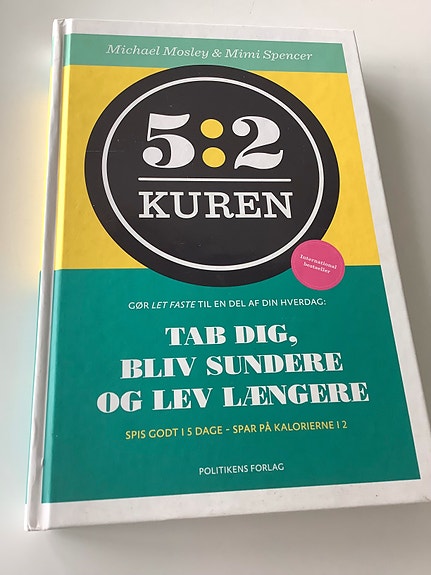 Michael Mosley & Mimi Spencer
5:2
KUREN
International
bestseller
GØR LET FASTE TIL EN DEL AF DIN HVERDAG:
TAB DIG,
BLIV SUNDERE
OG LEV LÆNGERE
SPIS GODT I 5 DAGE - SPAR PÅ KALORIERNE I 2
POLITIKENS FORLAG